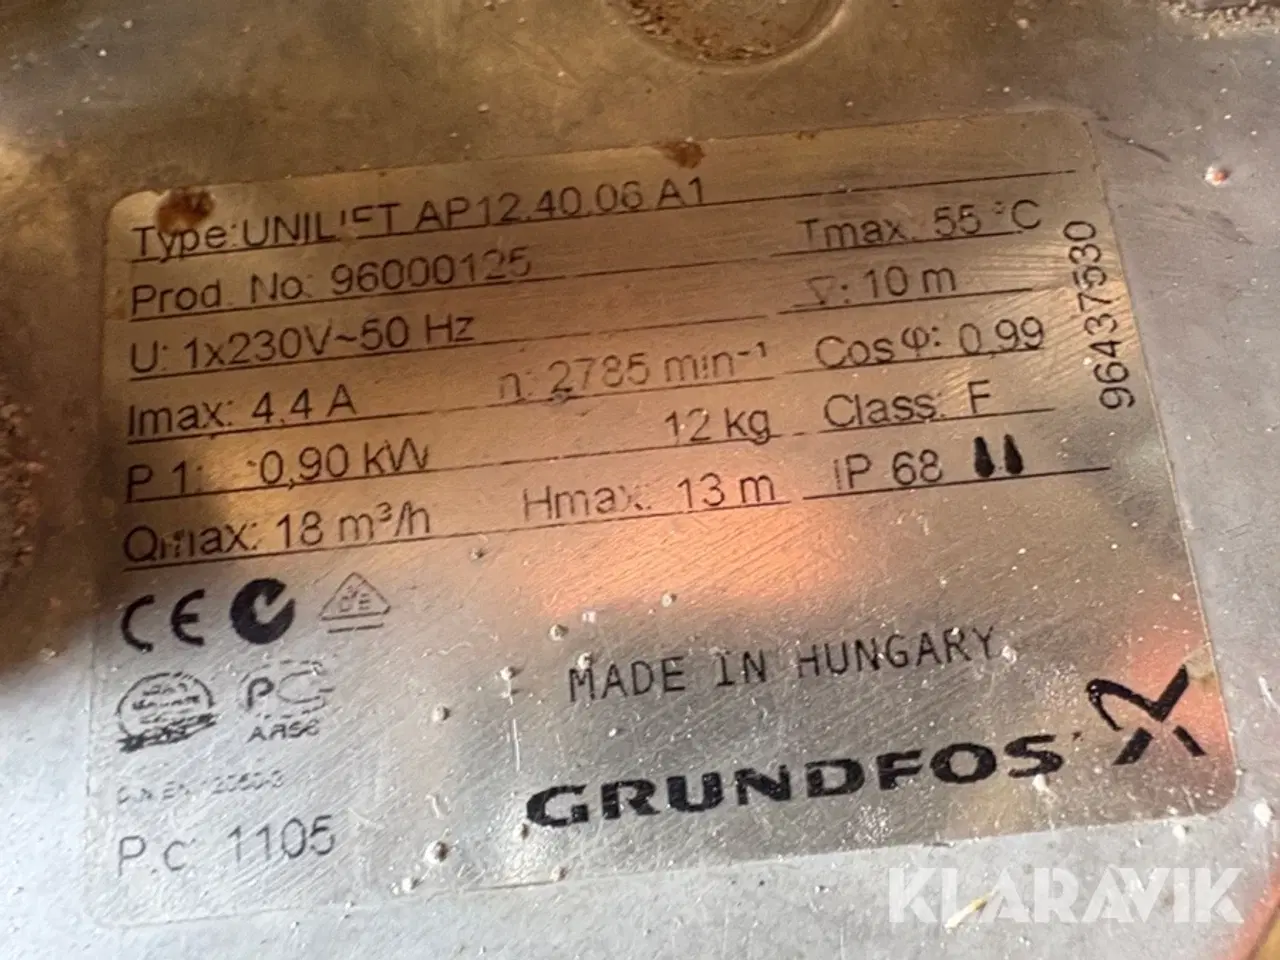 Type: UNILIFT AP12.40.06 A1
Prod. No: 96000125 Tmax. 55 °C
U: 1x230V~50 Hz ▽: 10 m
Imax: 4.4 A n: 2785 min⁻¹ Cos φ: 0,99
P 1: 0,90 kW 12 kg Class: F
Qmax: 18 m³/h Hmax: 13 m IP 68
96437530
CE
PC
MADE IN HUNGARY
GRUNDFOS
P.c 1105
KLARAVIK